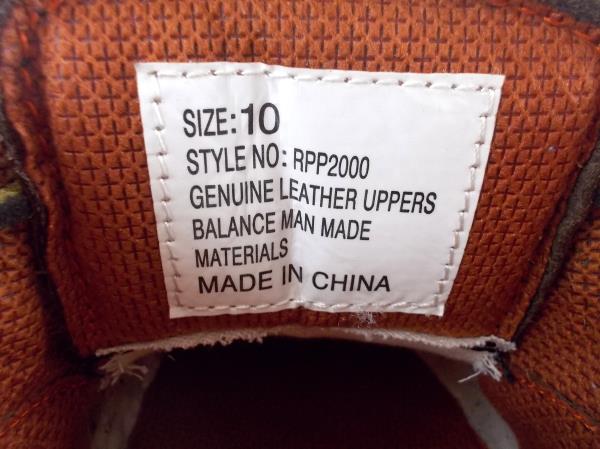 SIZE: 10
STYLE NO: RPP2000
GENUINE LEATHER UPPERS
BALANCE MAN MADE
MATERIALS
MADE IN CHINA